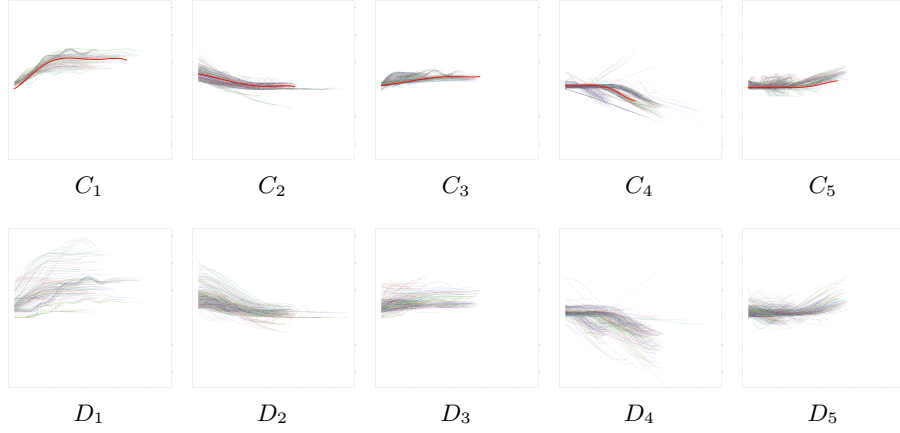 C₁ C₂ C₃ C₄ C₅
D₁ D₂ D₃ D₄ D₅